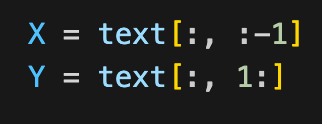 X = text[:, :-1]
Y = text[:, 1:]